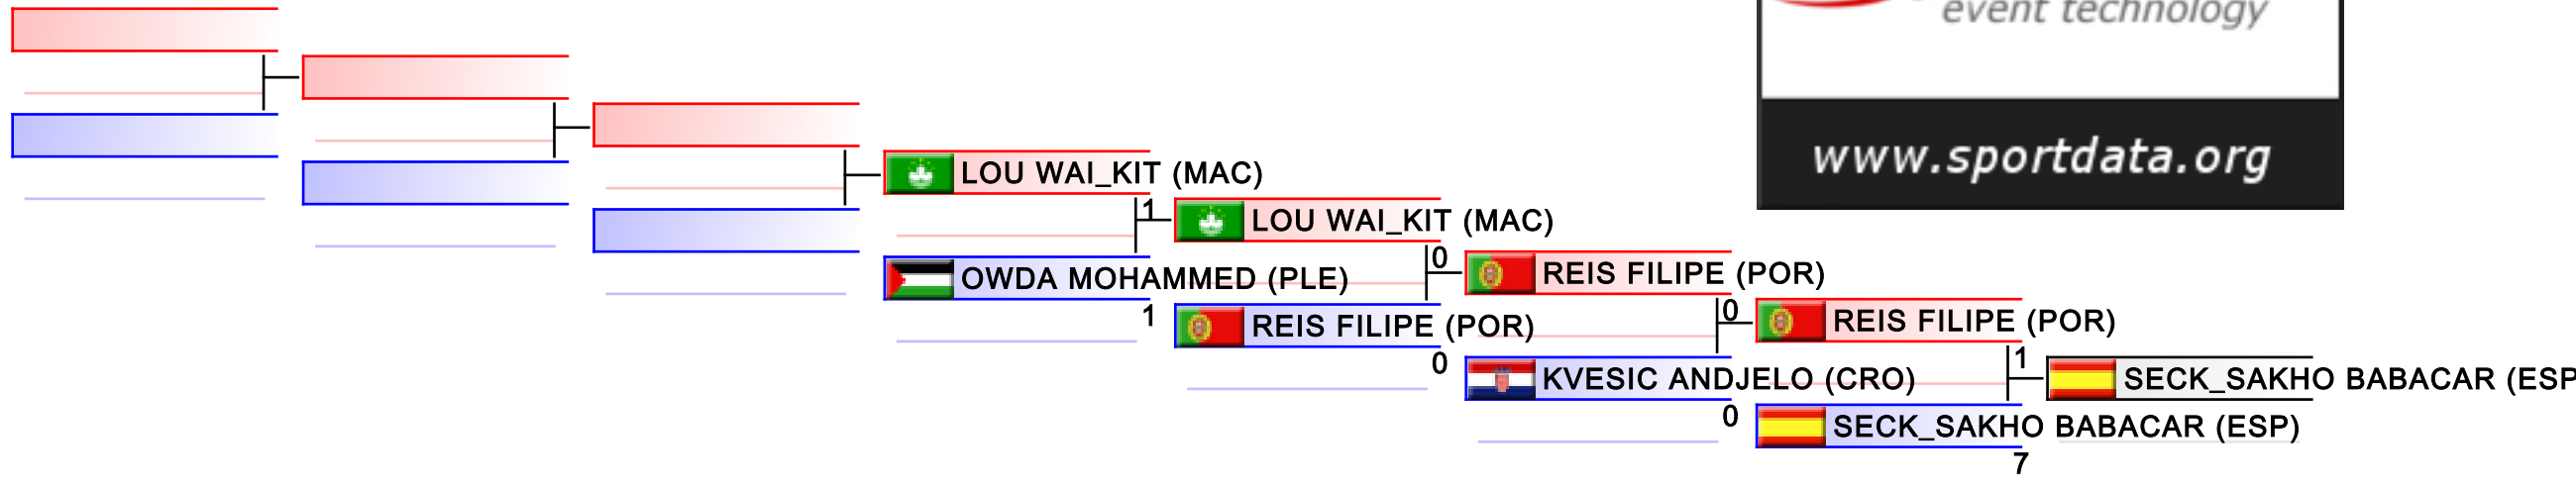 event technology
www.sportdata.org
LOU WAI_KIT (MAC)
1
LOU WAI_KIT (MAC)
0
OWDA MOHAMMED (PLE)
1
REIS FILIPE (POR)
0
REIS FILIPE (POR)
0
KVESIC ANDJELO (CRO)
0
REIS FILIPE (POR)
1
SECK_SAKHO BABACAR (ESP)
7
SECK_SAKHO BABACAR (ESP